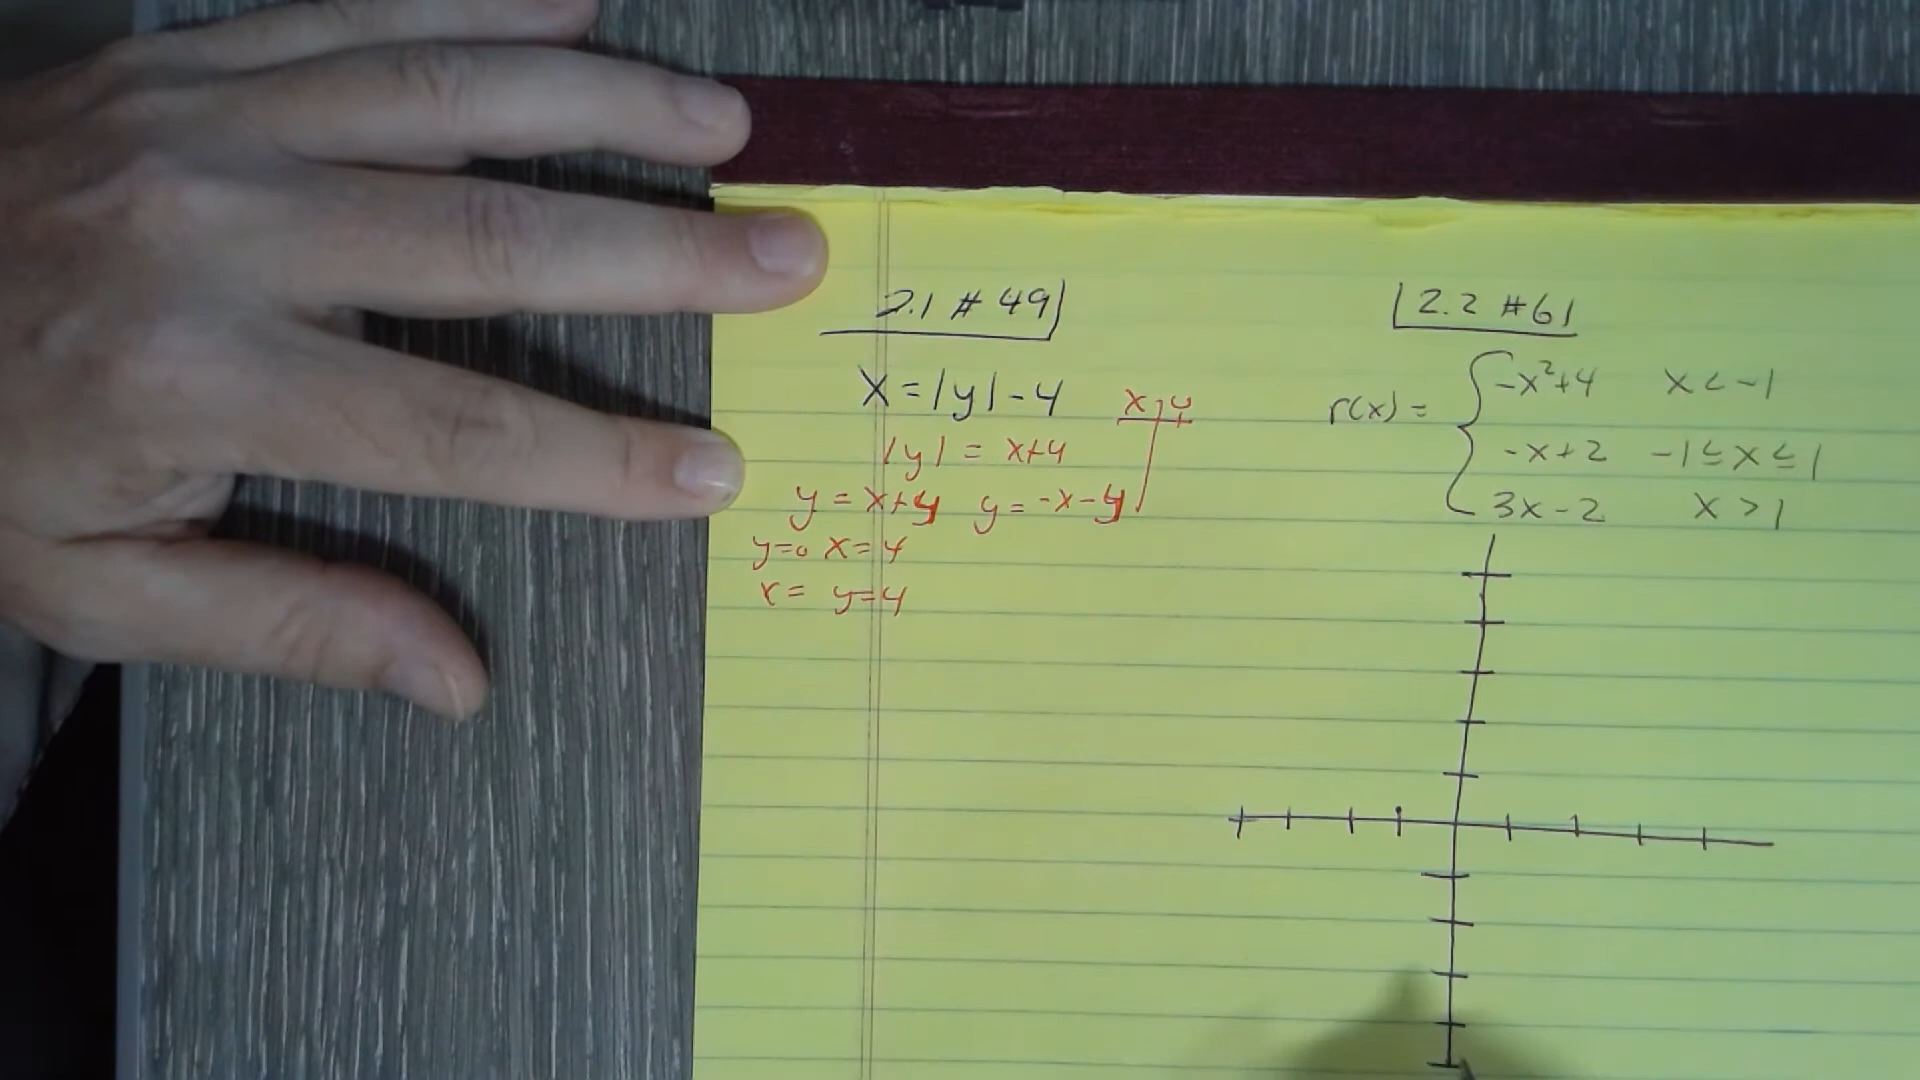 2.1 # 49
x = |y| - 4
x y
|y| = x+4
y = x+4 y = -x-4
y=0 x=4
x= y=4
2.2 #61
r(x) = { -x²+4 x < -1
-x+2 -1 ≤ x ≤ 1
3x-2 x > 1